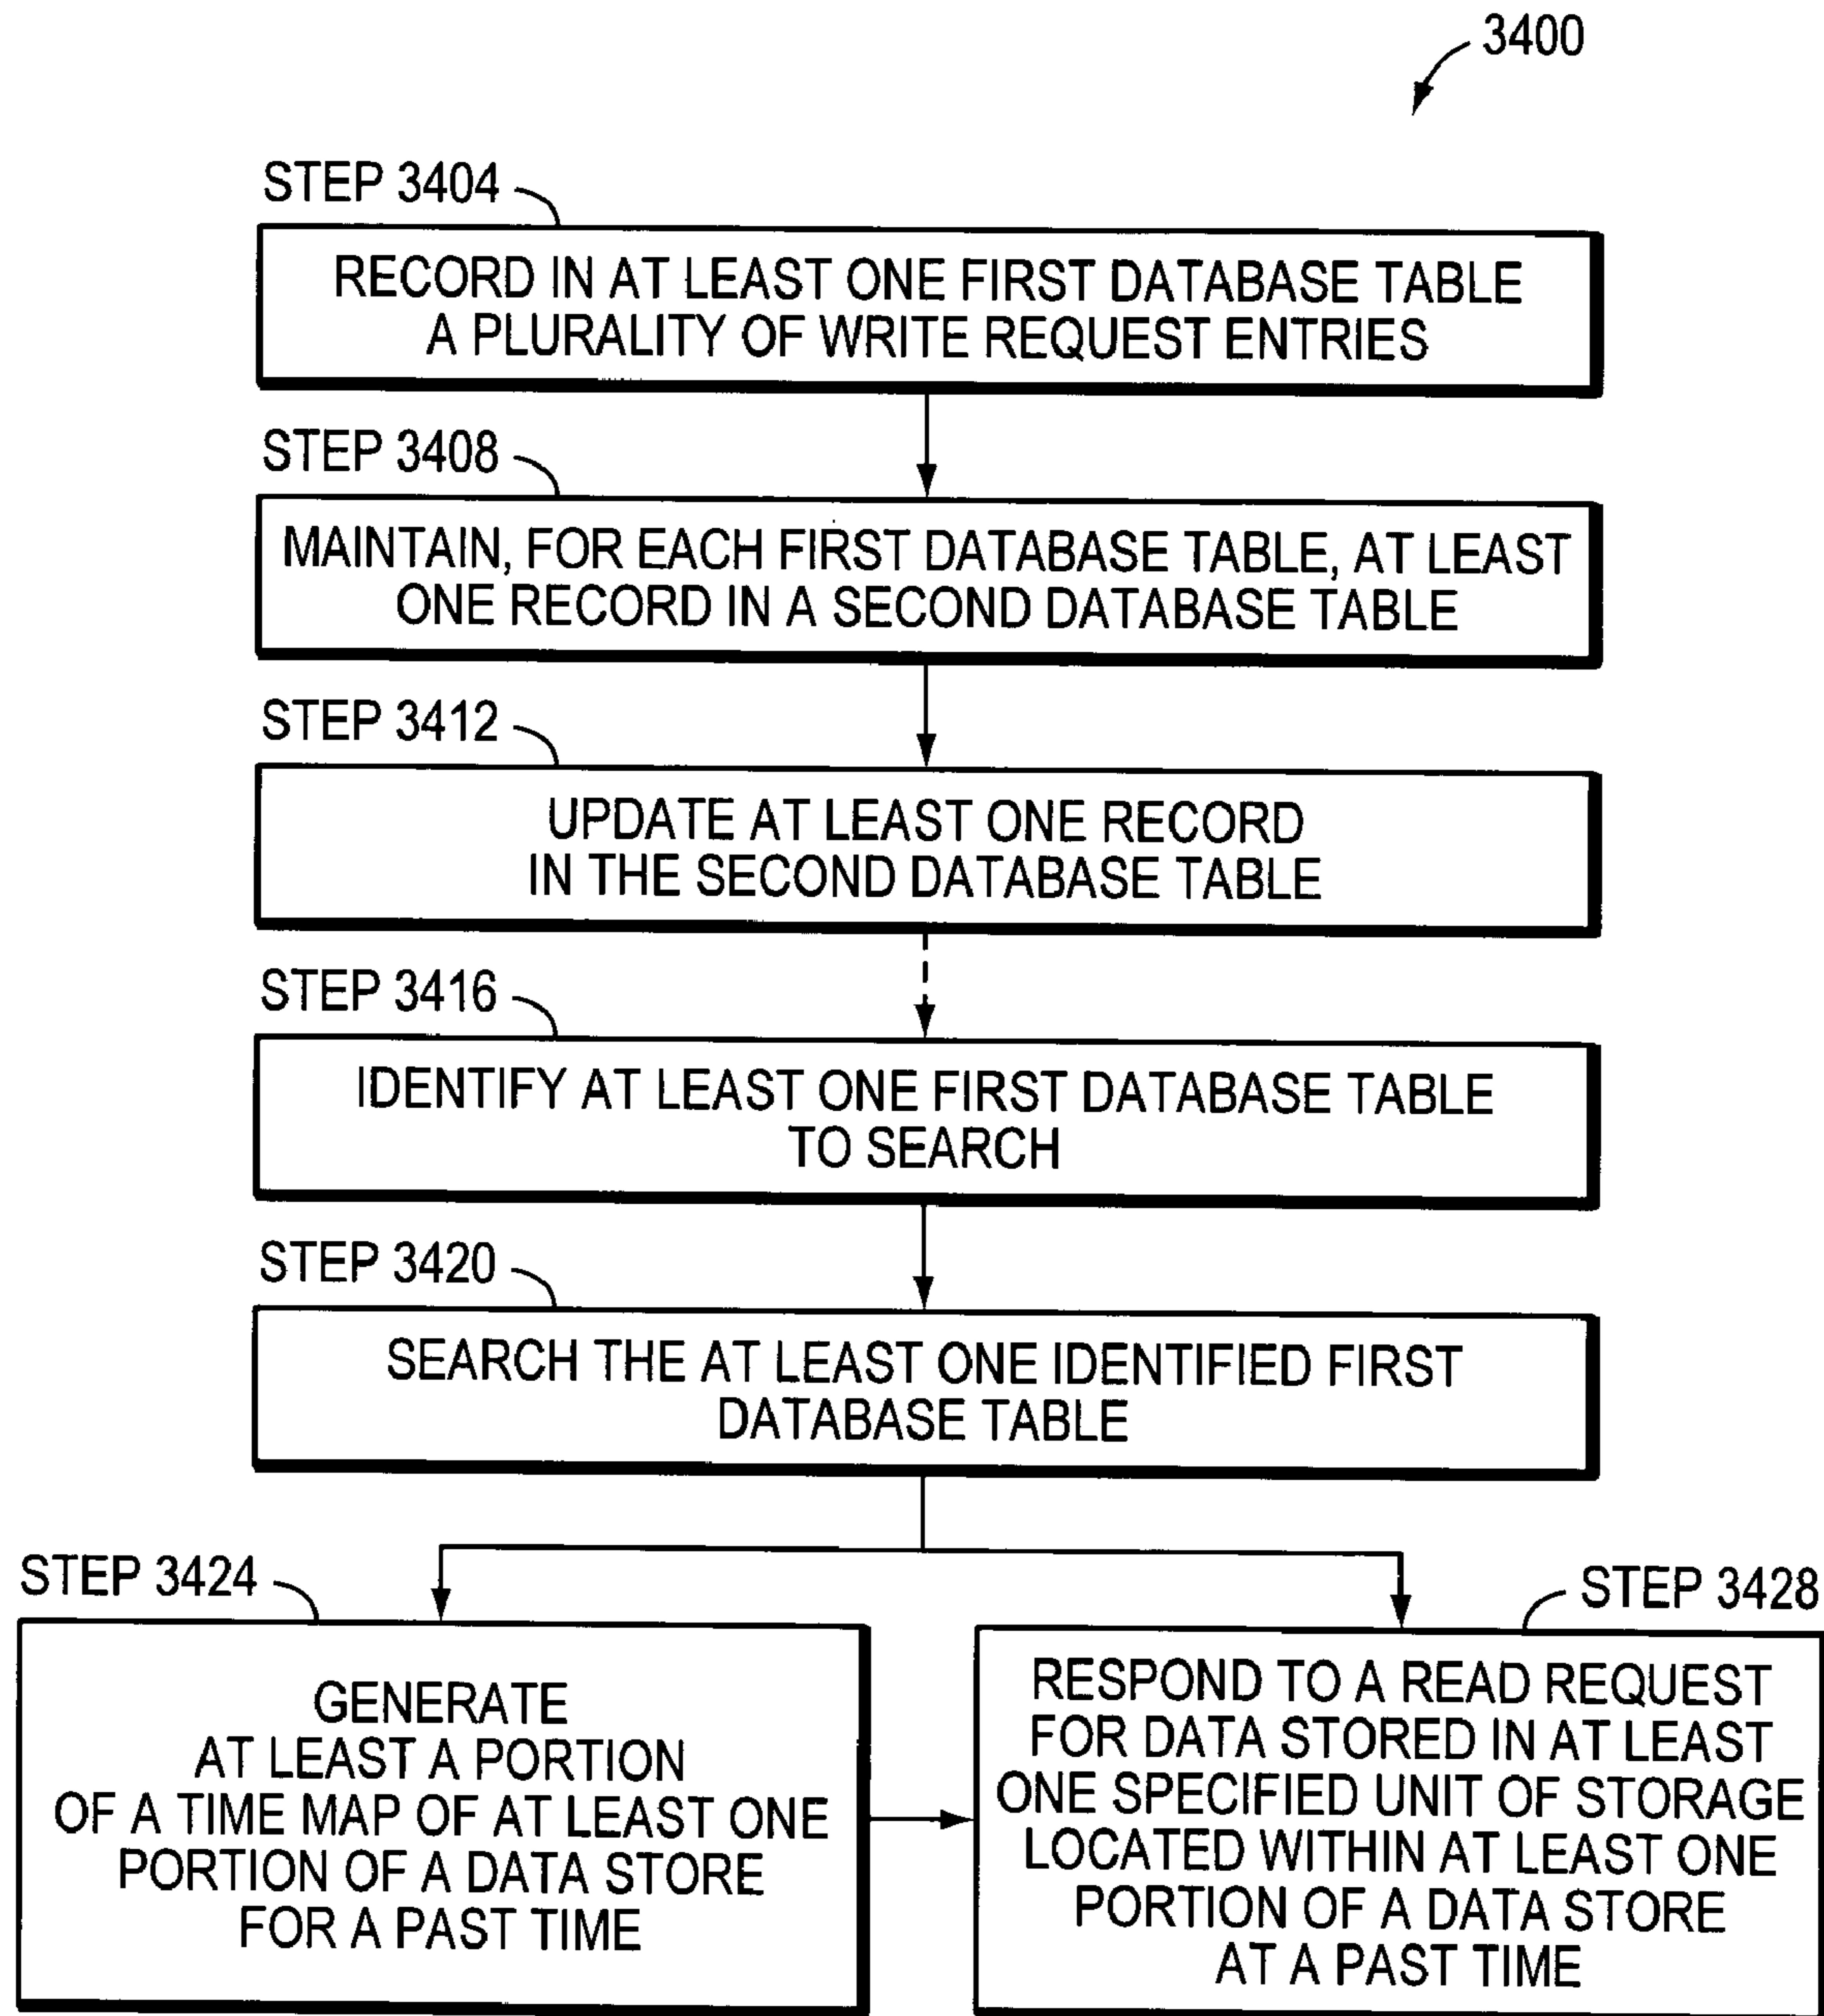 3400
STEP 3404
RECORD IN AT LEAST ONE FIRST DATABASE TABLE
A PLURALITY OF WRITE REQUEST ENTRIES
STEP 3408
MAINTAIN, FOR EACH FIRST DATABASE TABLE, AT LEAST
ONE RECORD IN A SECOND DATABASE TABLE
STEP 3412
UPDATE AT LEAST ONE RECORD
IN THE SECOND DATABASE TABLE
STEP 3416
IDENTIFY AT LEAST ONE FIRST DATABASE TABLE
TO SEARCH
STEP 3420
SEARCH THE AT LEAST ONE IDENTIFIED FIRST
DATABASE TABLE
STEP 3424
GENERATE
AT LEAST A PORTION
OF A TIME MAP OF AT LEAST ONE
PORTION OF A DATA STORE
FOR A PAST TIME
STEP 3428
RESPOND TO A READ REQUEST
FOR DATA STORED IN AT LEAST
ONE SPECIFIED UNIT OF STORAGE
LOCATED WITHIN AT LEAST ONE
PORTION OF A DATA STORE
AT A PAST TIME